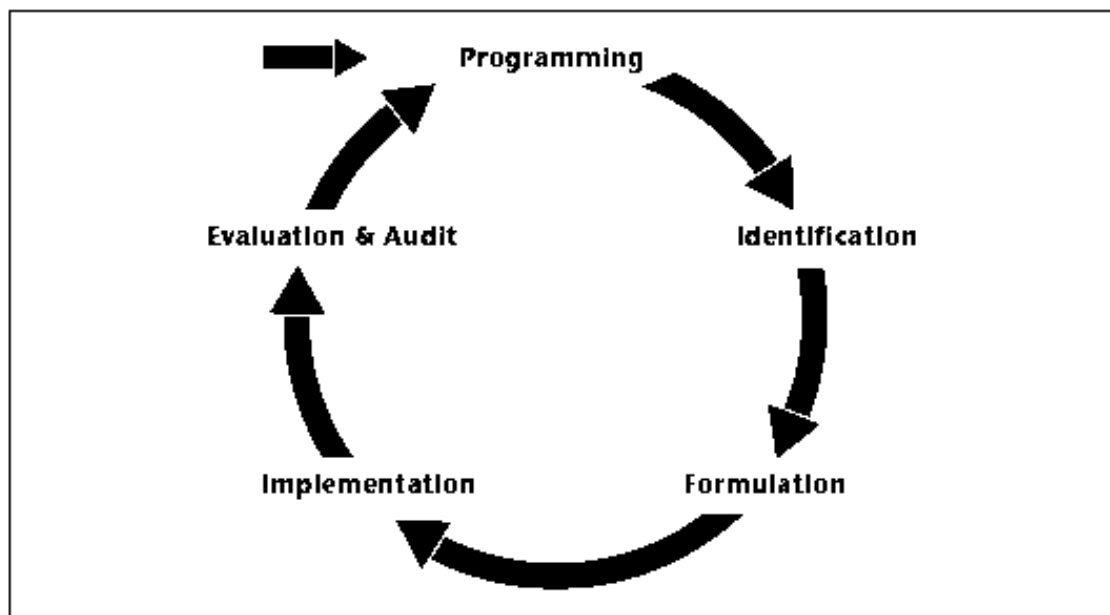 Programming
Evaluation & Audit
Identification
Implementation
Formulation